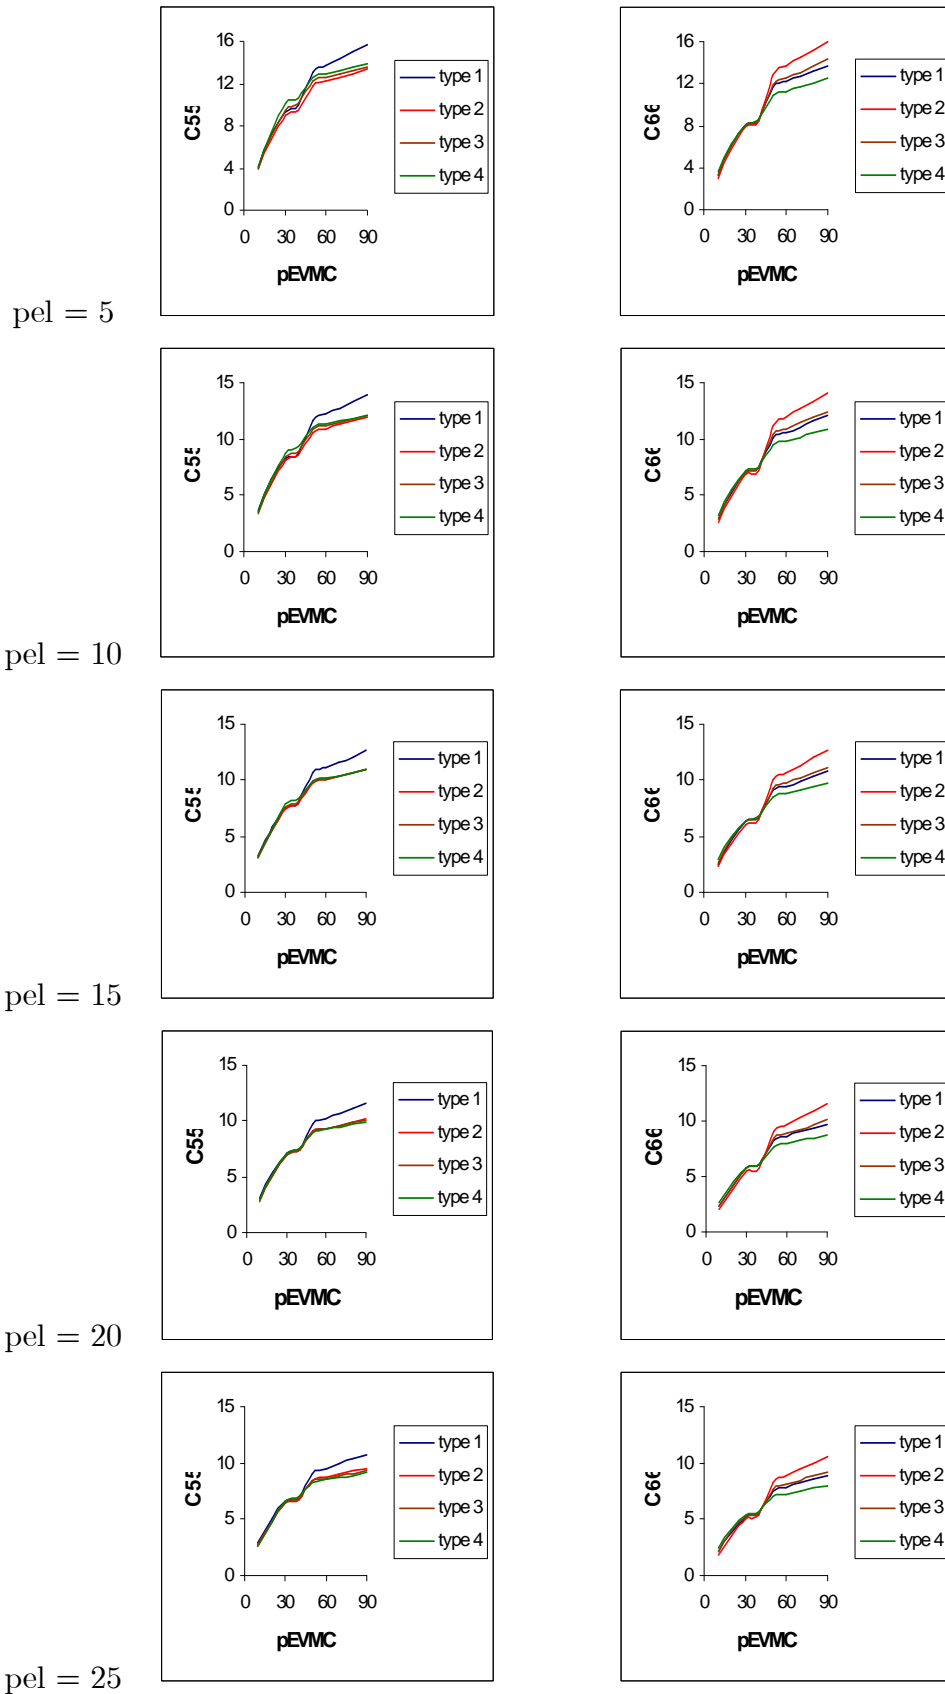 16
12
8
4
0
0 30 60 90
C55
pEVMC
type 1
type 2
type 3
type 4
16
12
8
4
0
0 30 60 90
C66
pEVMC
type 1
type 2
type 3
type 4
pel = 5
15
10
5
0
0 30 60 90
C55
pEVMC
type 1
type 2
type 3
type 4
15
10
5
0
0 30 60 90
C66
pEVMC
type 1
type 2
type 3
type 4
pel = 10
15
10
5
0
0 30 60 90
C55
pEVMC
type 1
type 2
type 3
type 4
15
10
5
0
0 30 60 90
C66
pEVMC
type 1
type 2
type 3
type 4
pel = 15
15
10
5
0
0 30 60 90
C55
pEVMC
type 1
type 2
type 3
type 4
15
10
5
0
0 30 60 90
C66
pEVMC
type 1
type 2
type 3
type 4
pel = 20
15
10
5
0
0 30 60 90
C55
pEVMC
type 1
type 2
type 3
type 4
15
10
5
0
0 30 60 90
C66
pEVMC
type 1
type 2
type 3
type 4
pel = 25